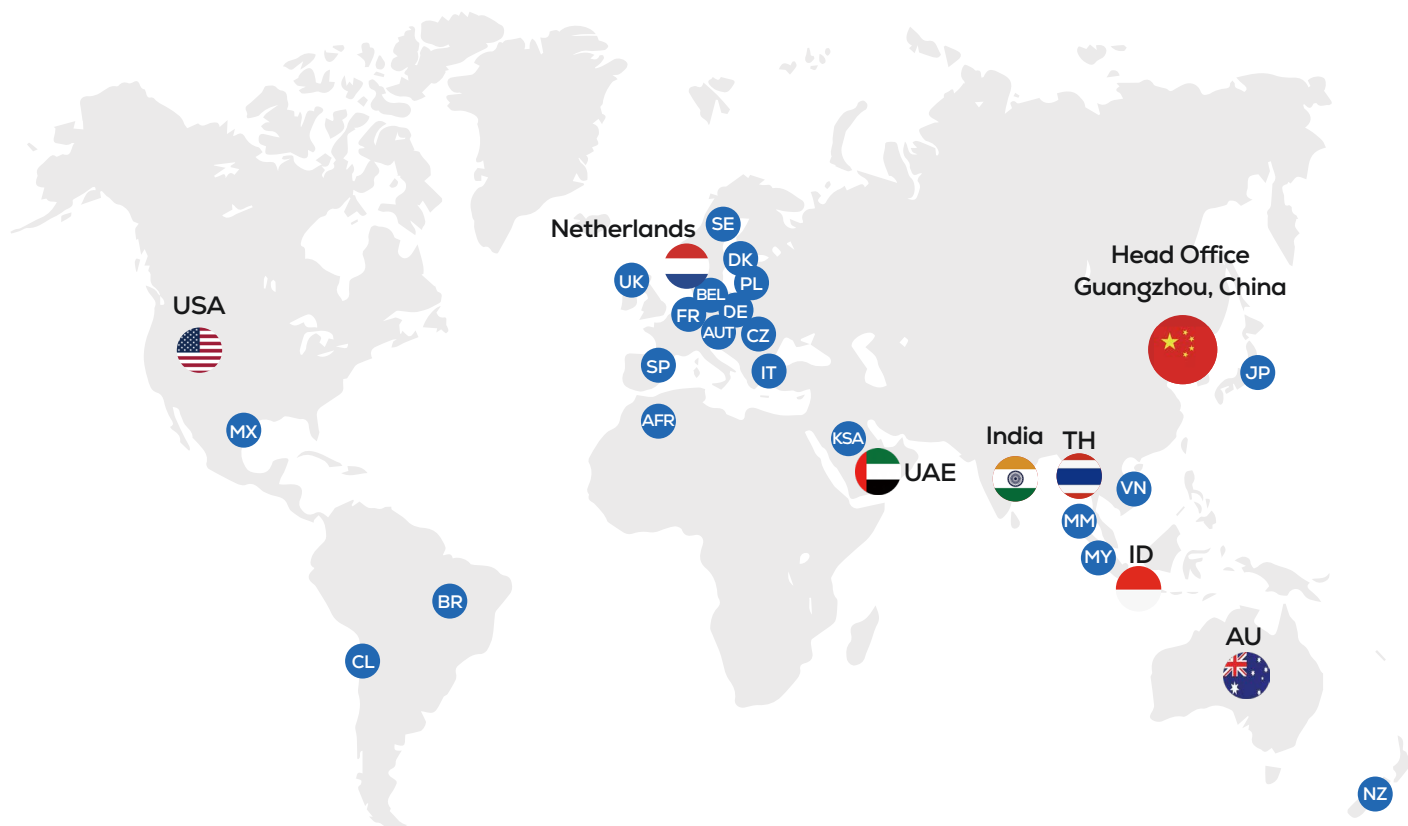 SE
Netherlands
Head Office
Guangzhou, China
DK
UK
PL
BEL
USA
FR
DE
AUT
CZ
SP
IT
JP
AFR
MX
KSA
India
TH
UAE
VN
MM
MY
ID
BR
AU
CL
NZ